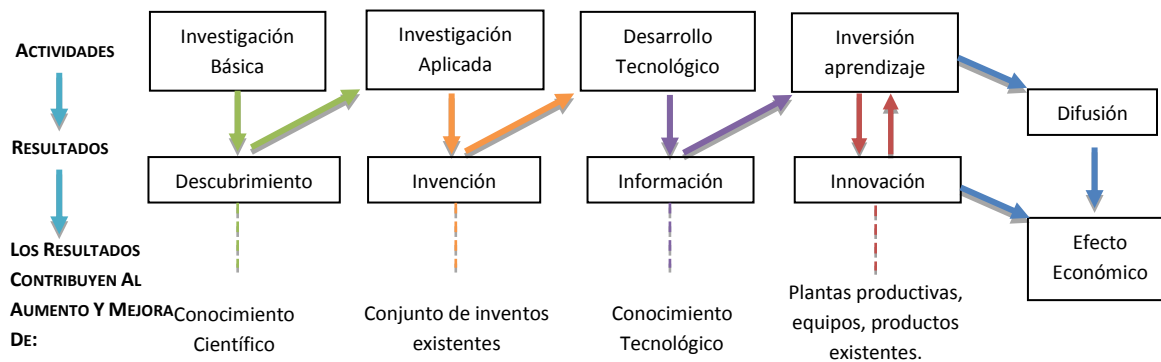 ACTIVIDADES
Investigación
Básica
Investigación
Aplicada
Desarrollo
Tecnológico
Inversión
aprendizaje
Difusión
RESULTADOS
Descubrimiento
Invención
Información
Innovación
Efecto
Económico
LOS RESULTADOS
CONTRIBUYEN AL
AUMENTO Y MEJORA
DE:
Conocimiento
Científico
Conjunto de inventos
existentes
Conocimiento
Tecnológico
Plantas productivas,
equipos, productos
existentes.